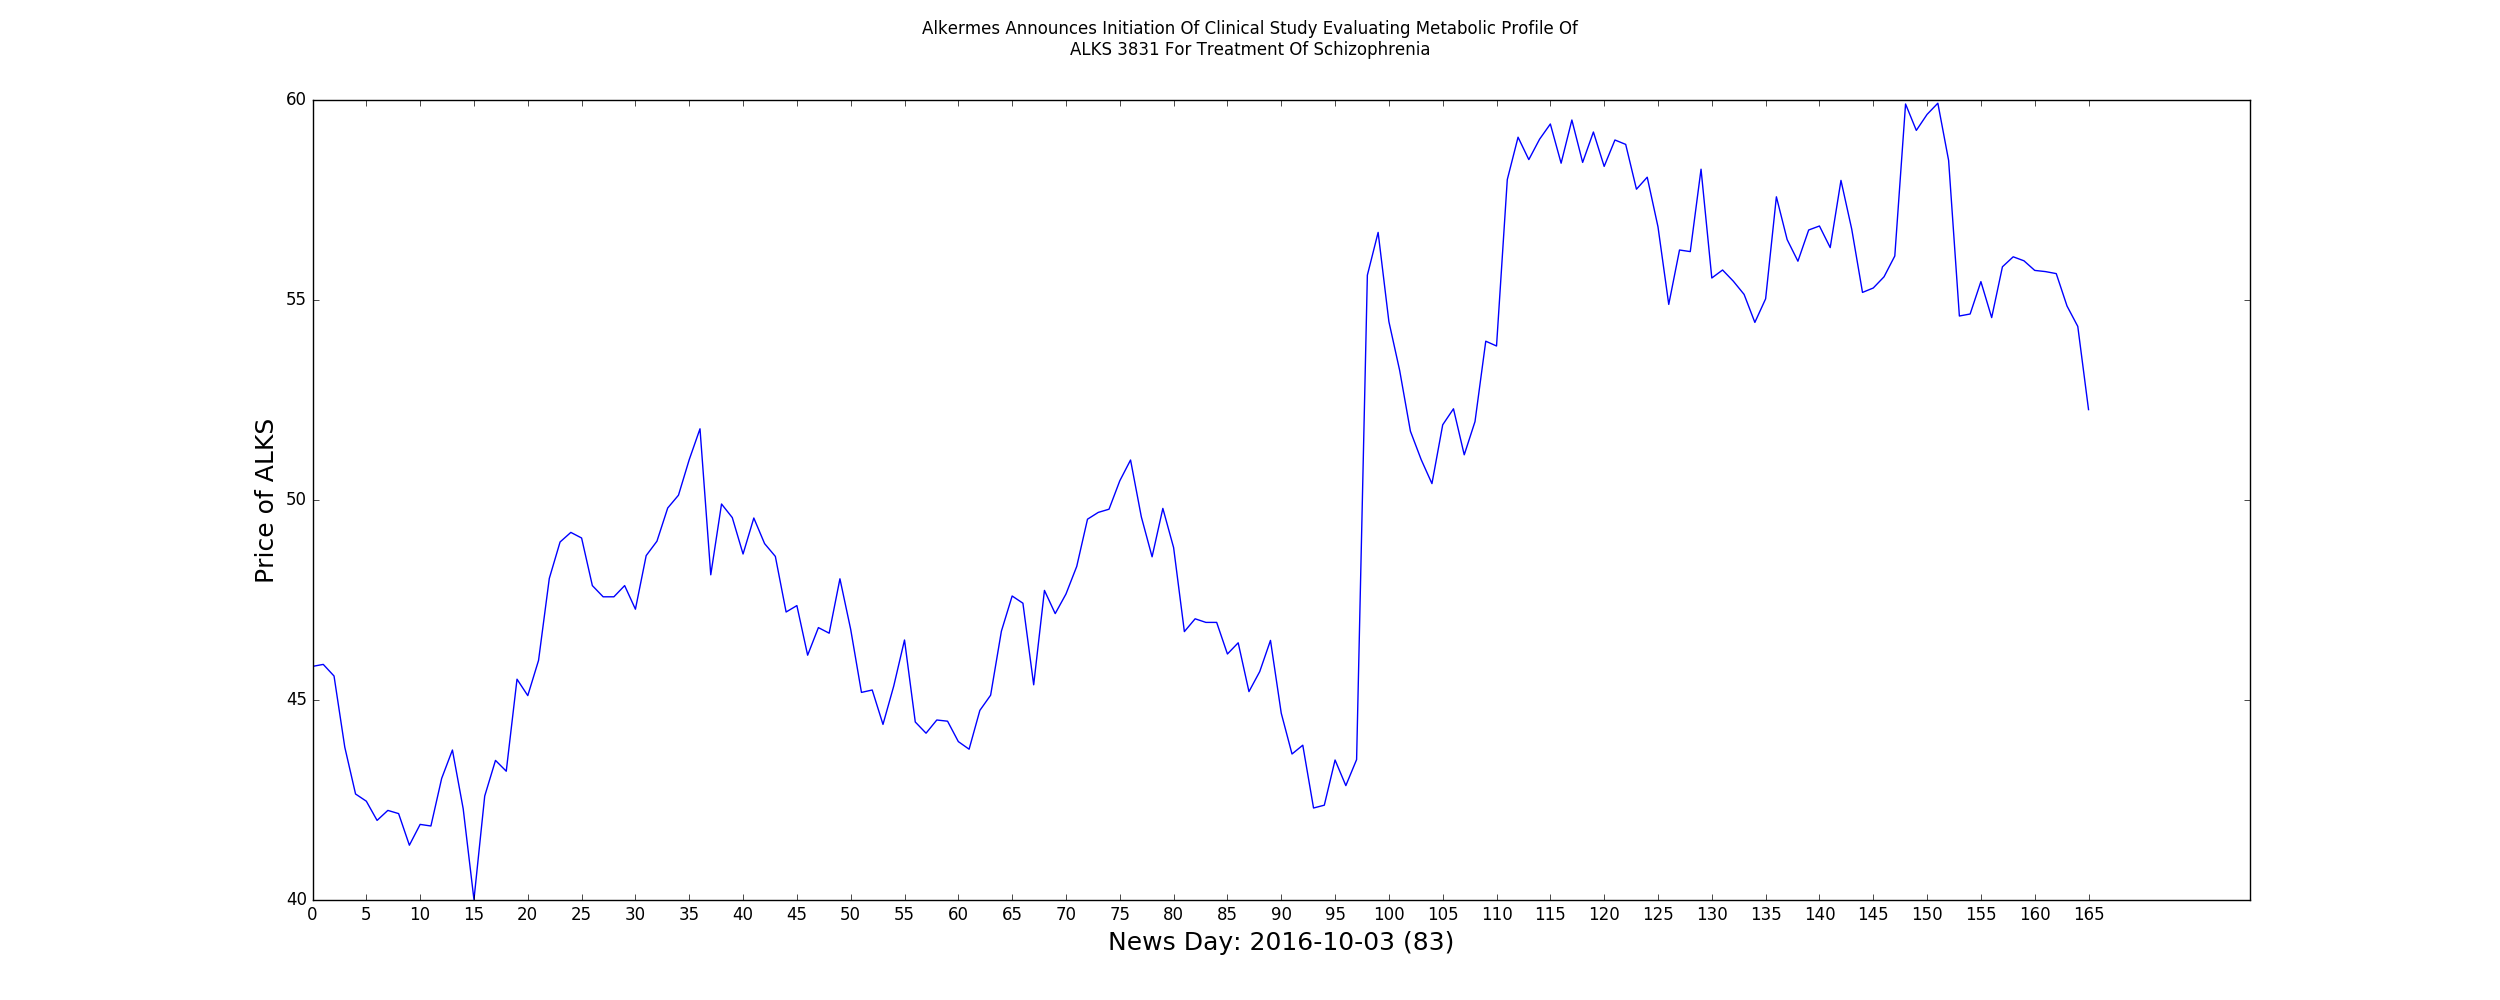 Alkermes Announces Initiation Of Clinical Study Evaluating Metabolic Profile Of
ALKS 3831 For Treatment Of Schizophrenia
60
55
50
45
40
Price of ALKS
0 5 10 15 20 25 30 35 40 45 50 55 60 65 70 75 80 85 90 95 100 105 110 115 120 125 130 135 140 145 150 155 160 165
News Day: 2016-10-03 (83)